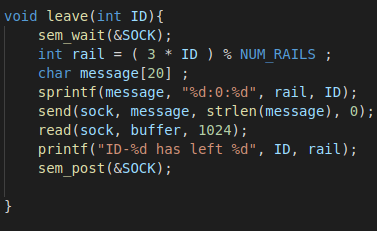 void leave(int ID){
    sem_wait(&SOCK);
    int rail = ( 3 * ID ) % NUM_RAILS ;
    char message[20] ;
    sprintf(message, "%d:0:%d", rail, ID);
    send(sock, message, strlen(message), 0);
    read(sock, buffer, 1024);
    printf("ID-%d has left %d", ID, rail);
    sem_post(&SOCK);
}